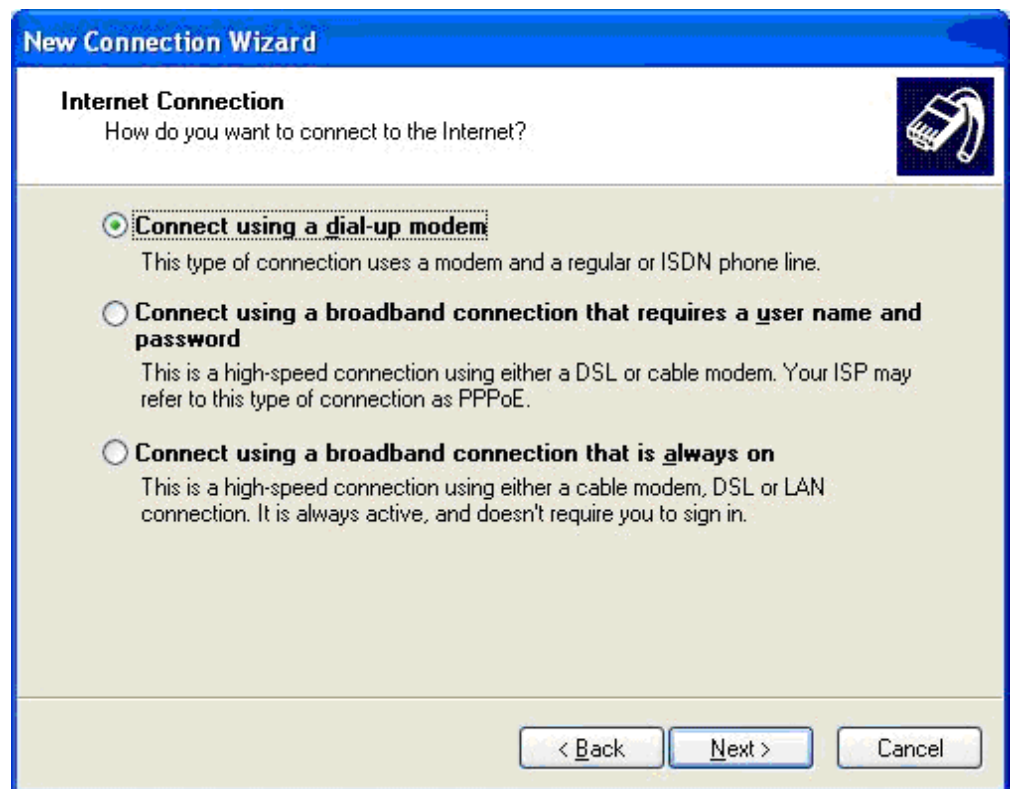 New Connection Wizard
Internet Connection
How do you want to connect to the Internet?
Connect using a dial-up modem
This type of connection uses a modem and a regular or ISDN phone line.
Connect using a broadband connection that requires a user name and
password
This is a high-speed connection using either a DSL or cable modem. Your ISP may
refer to this type of connection as PPPoE.
Connect using a broadband connection that is always on
This is a high-speed connection using either a cable modem, DSL or LAN
connection. It is always active, and doesn't require you to sign in.
< Back Next > Cancel